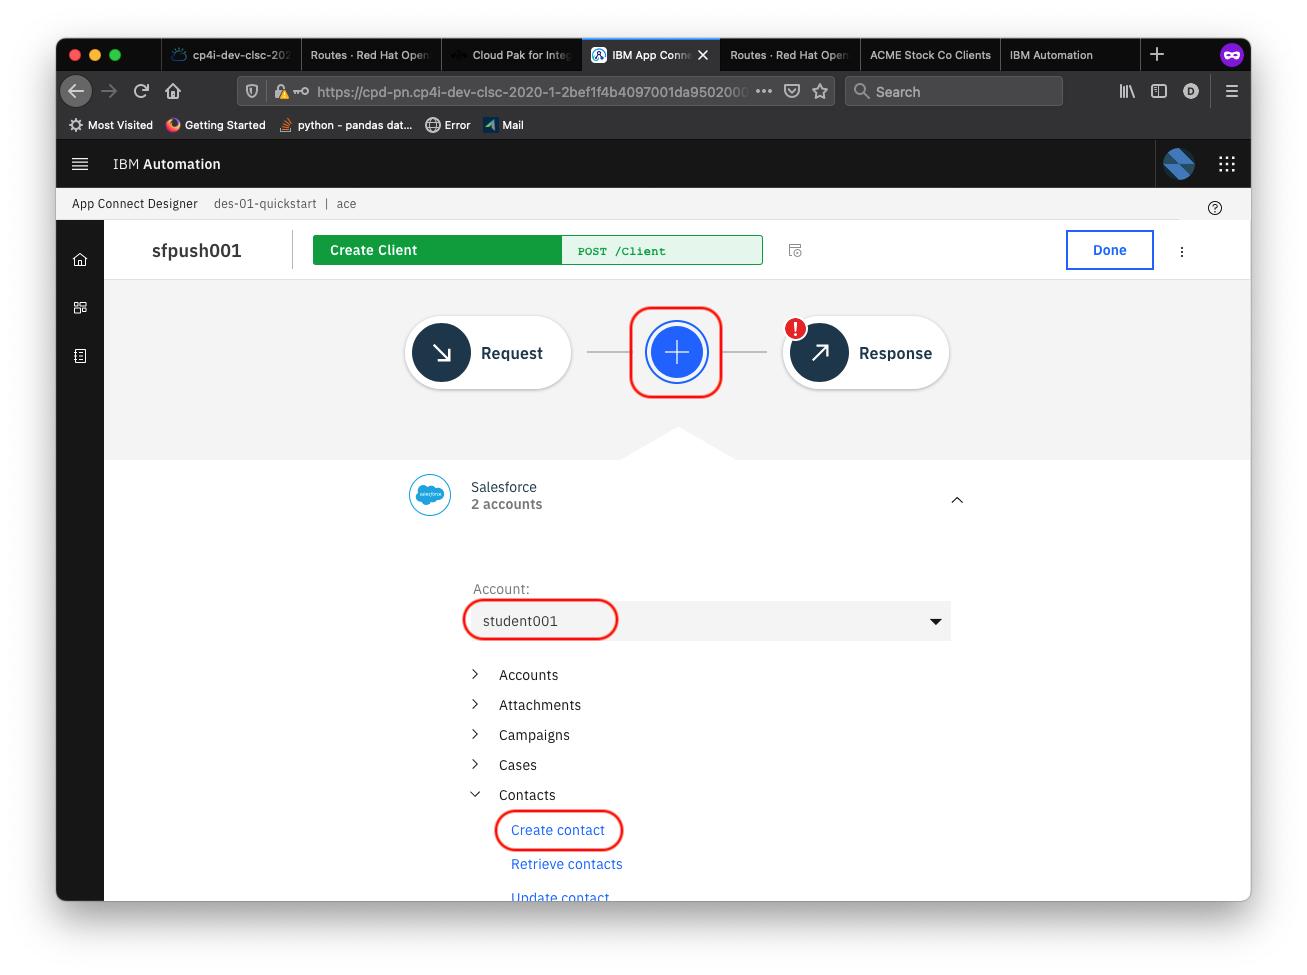 cp4i-dev-clsc-202
Routes · Red Hat Open
Cloud Pak for Integ
IBM App Conne
Routes · Red Hat Open
ACME Stock Co Clients
IBM Automation
https://cpd-pn.cp4i-dev-clsc-2020-1-2bef1f4b4097001da9502000
Search
D
Most Visited
Getting Started
python - pandas dat...
Error
Mail
IBM Automation
App Connect Designer des-01-quickstart | ace
sfpush001
Create Client
POST /Client
Done
Request
Response
salesforce
Salesforce
2 accounts
Account:
student001
Accounts
Attachments
Campaigns
Cases
Contacts
Create contact
Retrieve contacts
Update contact